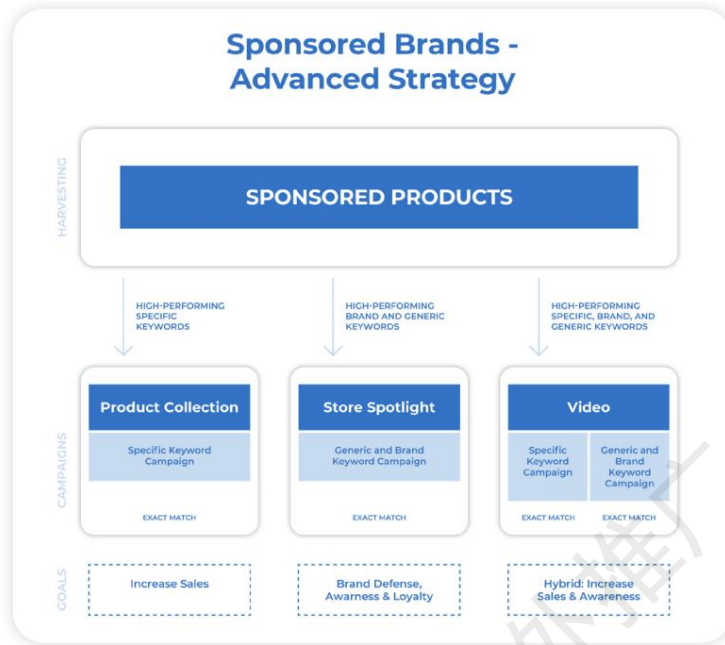 Sponsored Brands -
Advanced Strategy
HARVESTING
SPONSORED PRODUCTS
HIGH-PERFORMING
SPECIFIC
KEYWORDS
HIGH-PERFORMING
BRAND AND GENERIC
KEYWORDS
HIGH-PERFORMING
SPECIFIC, BRAND, AND
GENERIC KEYWORDS
CAMPAIGNS
Product Collection
Specific Keyword
Campaign
EXACT MATCH
Store Spotlight
Generic and Brand
Keyword Campaign
EXACT MATCH
Video
Specific
Keyword
Campaign
EXACT MATCH
Generic and
Brand
Keyword
Campaign
EXACT MATCH
GOALS
Increase Sales
Brand Defense,
Awarness & Loyalty
Hybrid: Increase
Sales & Awareness
外推广